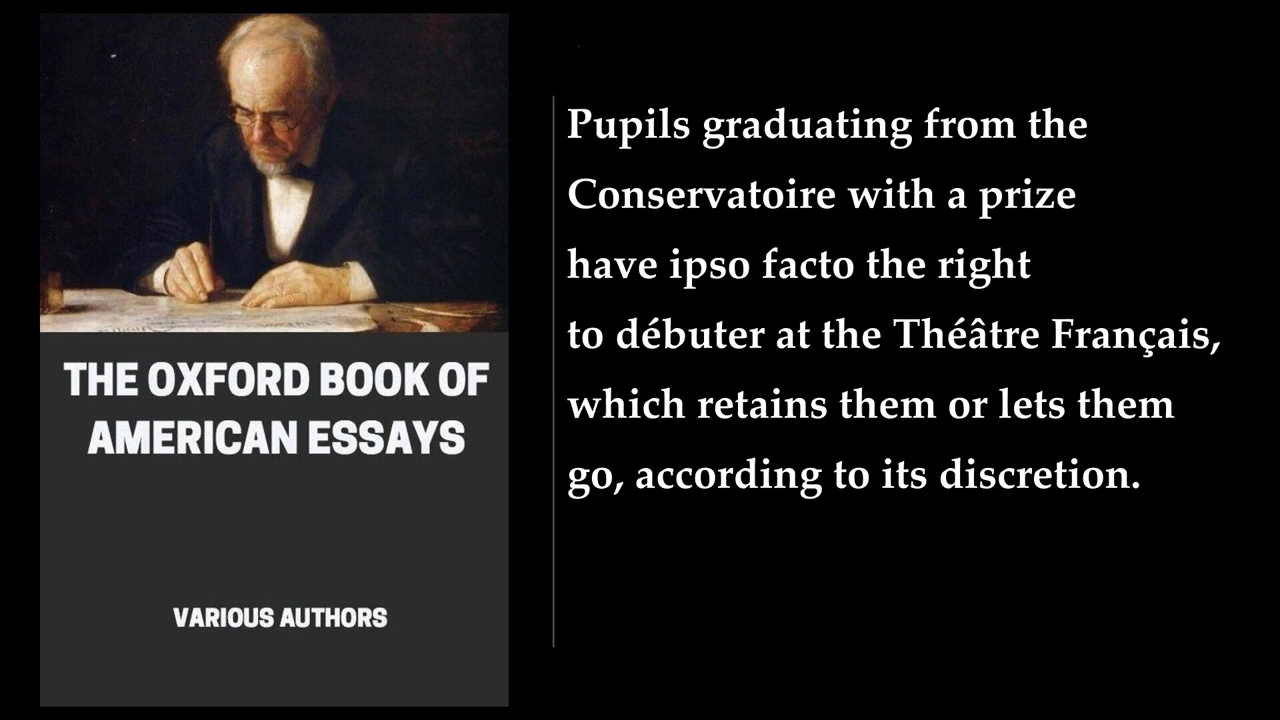 THE OXFORD BOOK OF
AMERICAN ESSAYS
VARIOUS AUTHORS
Pupils graduating from the
Conservatoire with a prize
have ipso facto the right
to débuter at the Théâtre Français,
which retains them or lets them
go, according to its discretion.